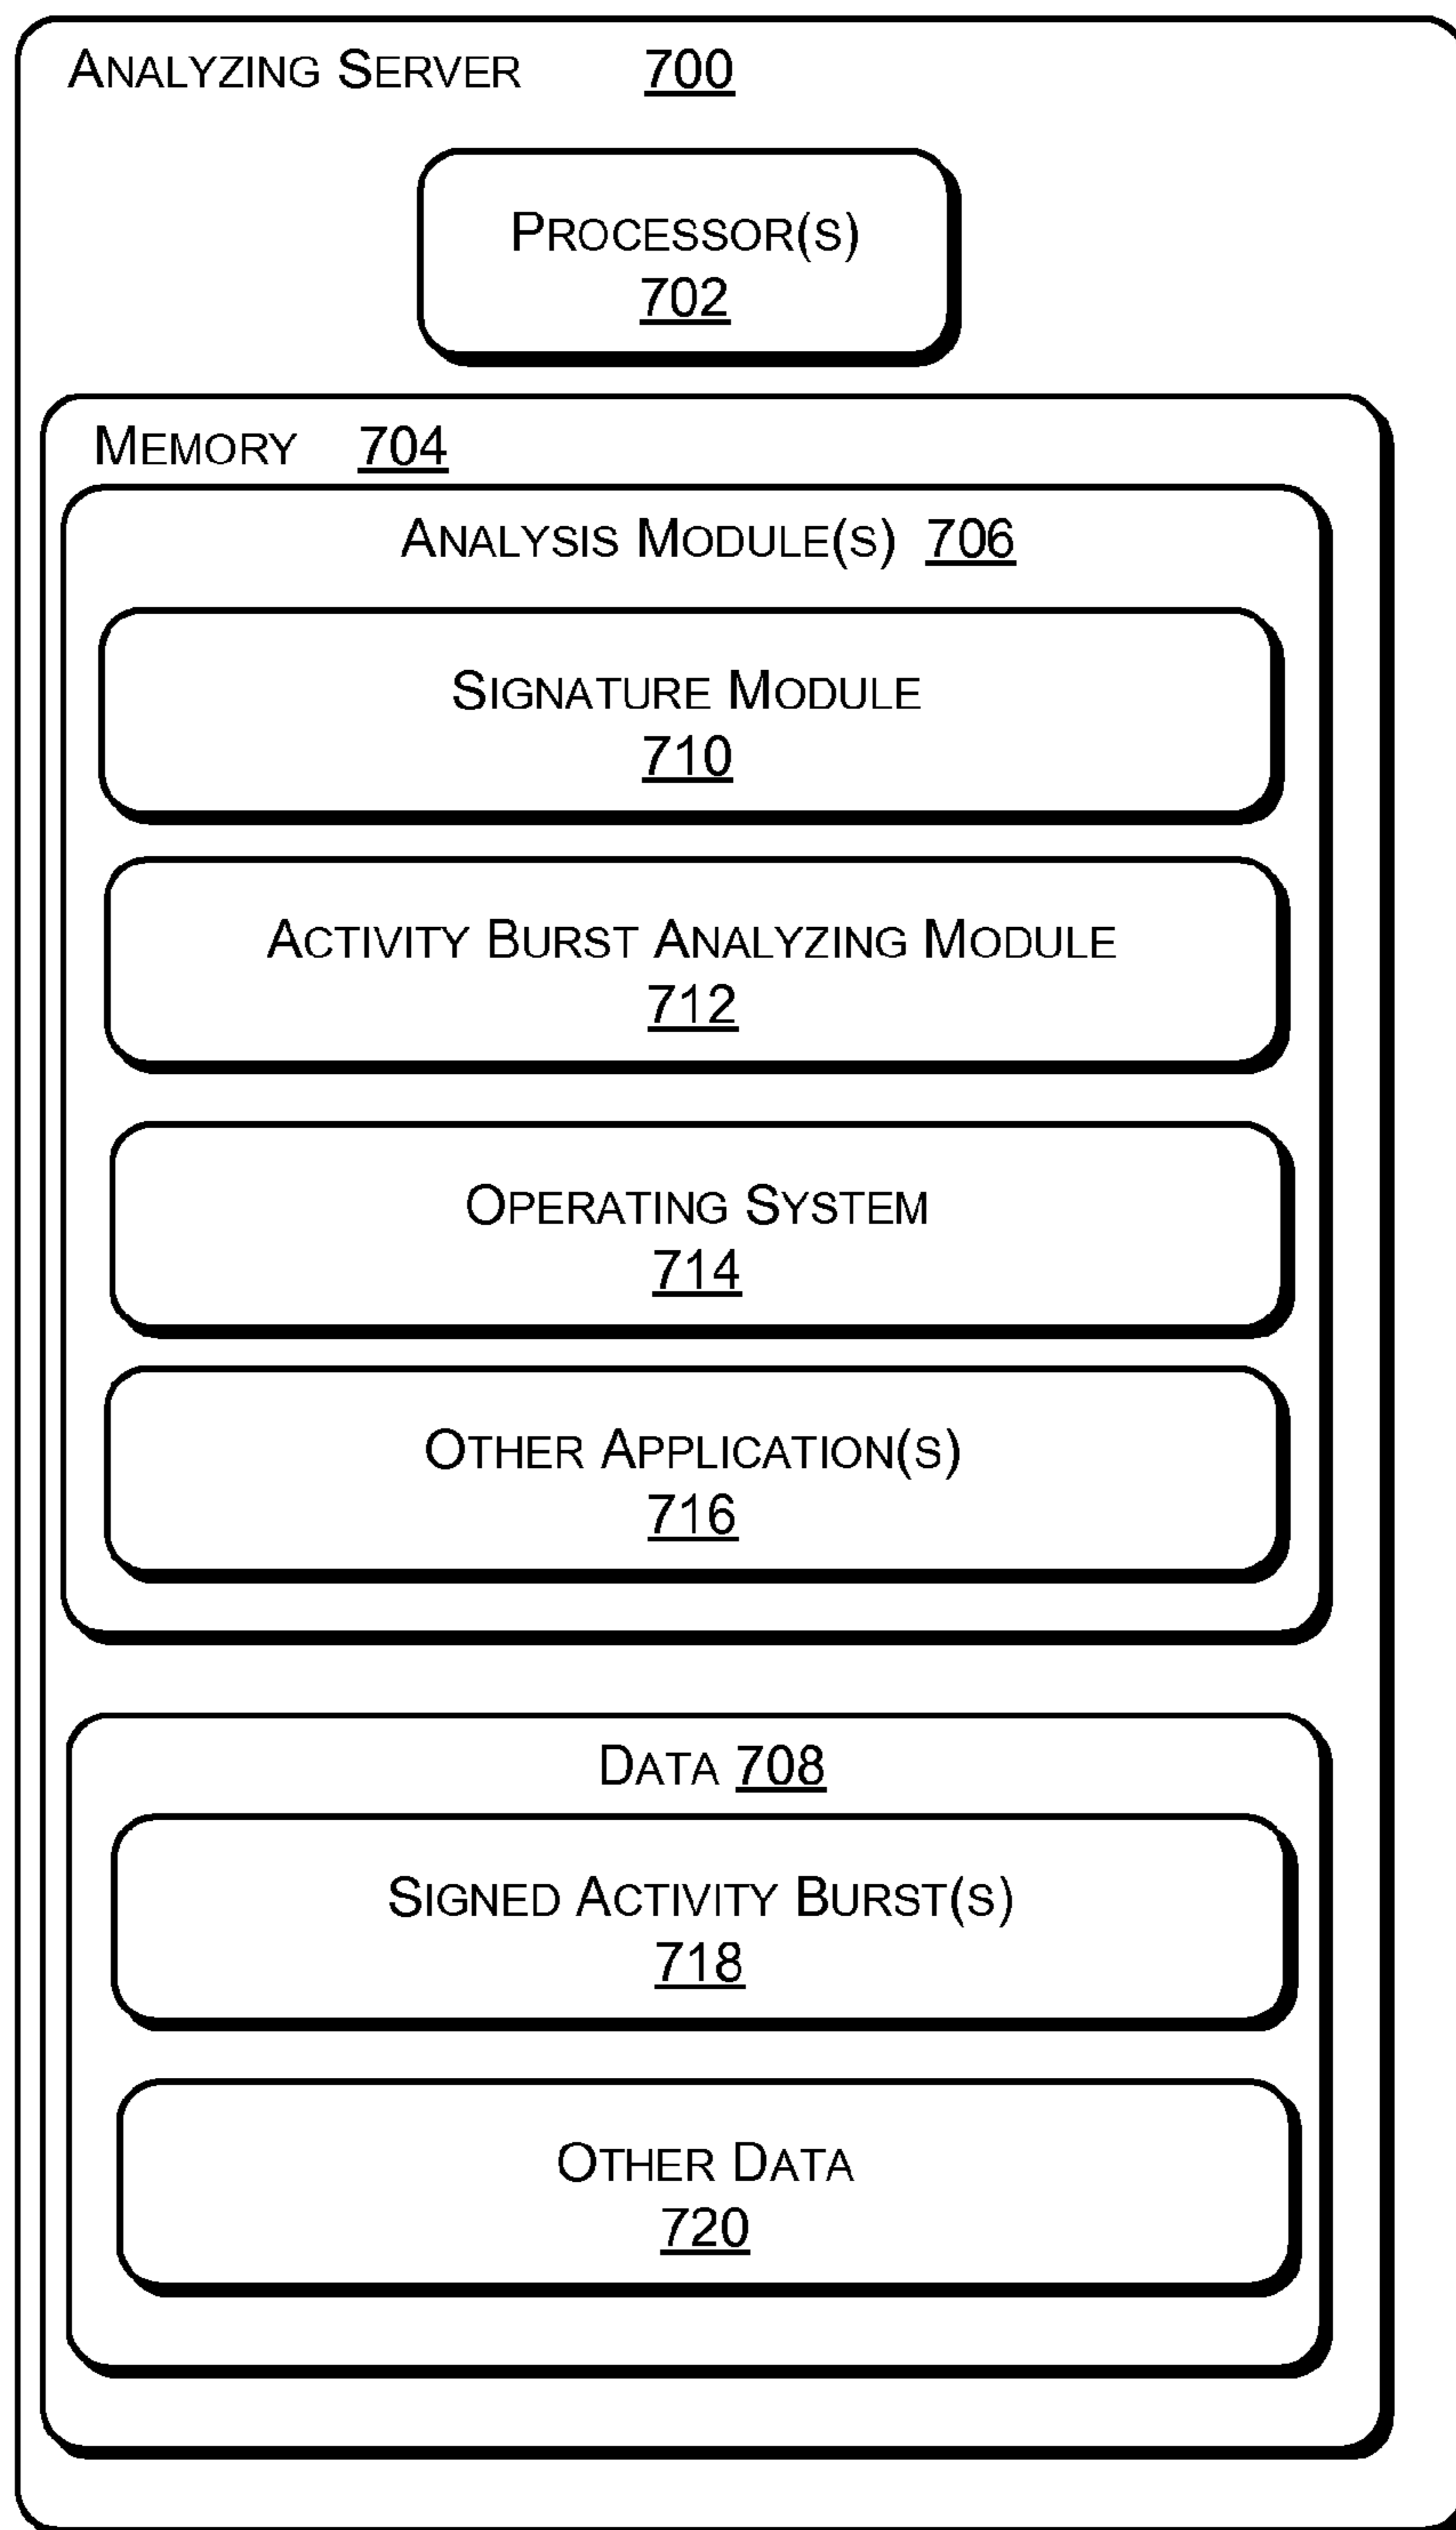 ANALYZING SERVER 700
PROCESSOR(S)
702
MEMORY 704
ANALYSIS MODULE(S) 706
SIGNATURE MODULE
710
ACTIVITY BURST ANALYZING MODULE
712
OPERATING SYSTEM
714
OTHER APPLICATION(S)
716
DATA 708
SIGNED ACTIVITY BURST(S)
718
OTHER DATA
720